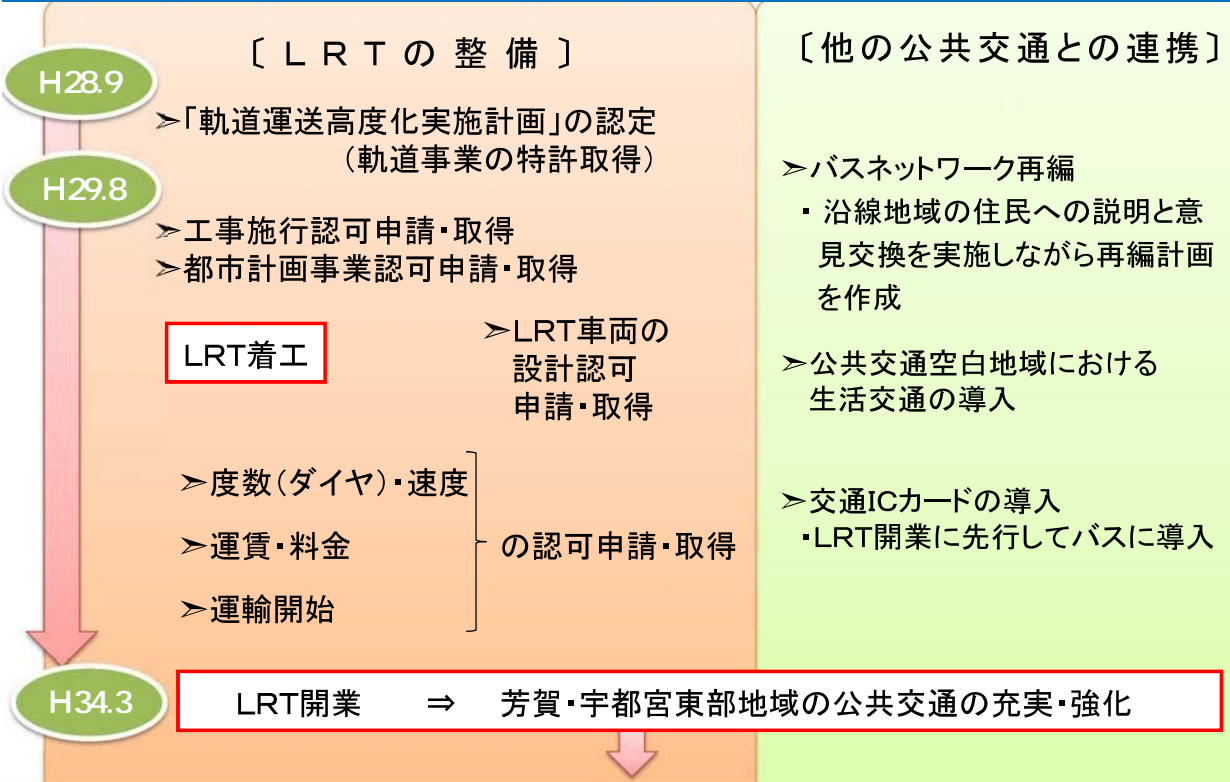 〔ＬＲＴの整備〕
H28.9
➢「軌道運送高度化実施計画」の認定
（軌道事業の特許取得）
H29.8
➢工事施行認可申請・取得
➢都市計画事業認可申請・取得
LRT着工
➢LRT車両の
設計認可
申請・取得
➢度数（ダイヤ）・速度
➢運賃・料金
➢運輸開始
の認可申請・取得
〔他の公共交通との連携〕
➢バスネットワーク再編
・ 沿線地域の住民への説明と意
見交換を実施しながら再編計画
を作成
➢公共交通空白地域における
生活交通の導入
➢交通ICカードの導入
・LRT開業に先行してバスに導入
H34.3
LRT開業 ⇒ 芳賀・宇都宮東部地域の公共交通の充実・強化